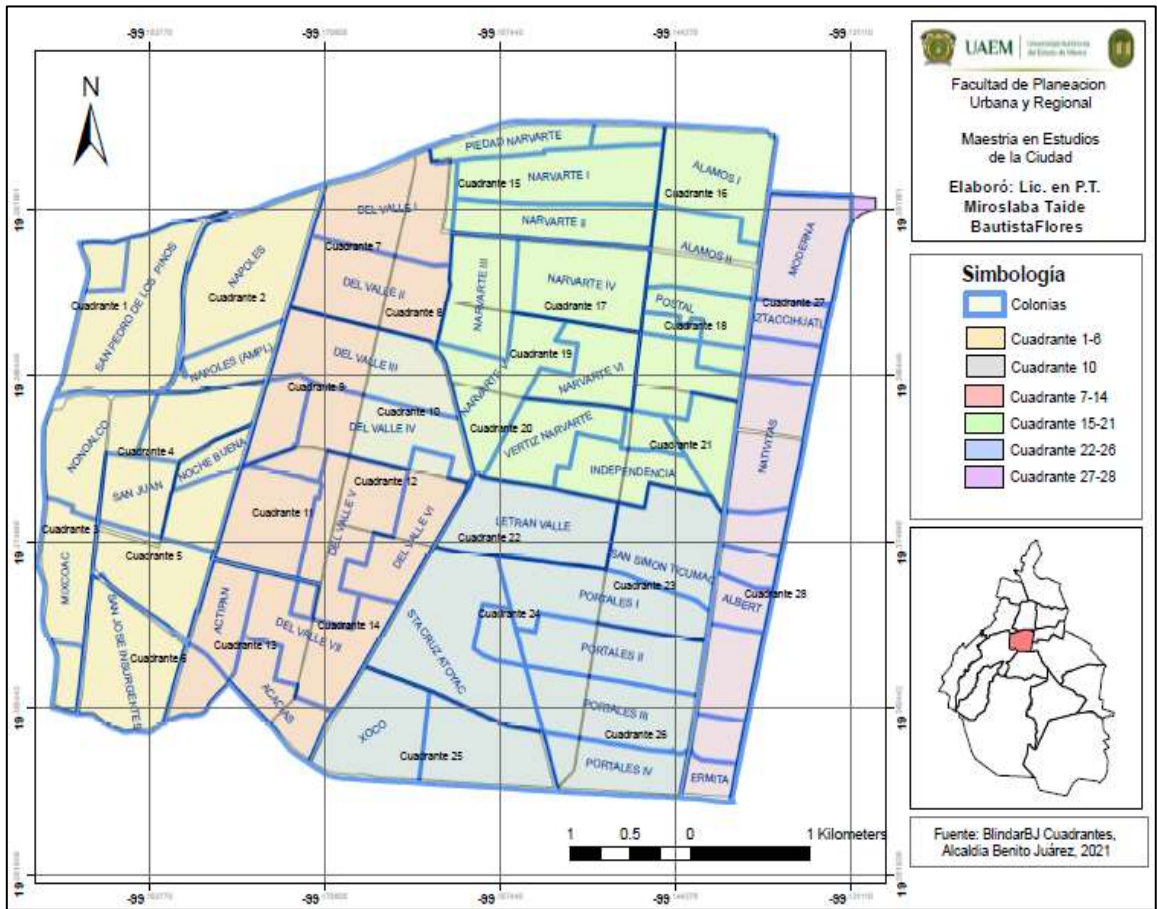 N
PIEDAD NARVARTE
Cuadrante 15
NARVARTE I
ALAMOS I
Cuadrante 16
DEL VALLE I
NARVARTE II
Cuadrante 7
ALAMOS II
MODERNA
SAN PEDRO DE LOS PINOS
NAPOLES
Cuadrante 1
Cuadrante 2
DEL VALLE II
NARVARTE III
NARVARTE IV
Cuadrante 17
POSTAL
Cuadrante 27
Cuadrante 8
Cuadrante 18
IZTACCIHUATL
NAPOLES (AMPL)
DEL VALLE III
Cuadrante 19
Cuadrante 9
NARVARTE VI
Cuadrante 10
DEL VALLE IV
Cuadrante 20
VERTIZ NARVARTE
Cuadrante 21
NONOALCO
Cuadrante 4
NOCHE BUENA
NATIVITAS
INDEPENDENCIA
SAN JUAN
Cuadrante 12
Cuadrante 11
DEL VALLE V
DEL VALLE VI
Cuadrante 3
LETRAN VALLE
Cuadrante 22
Cuadrante 5
SAN SIMON TICUMAC
MIXCOAC
Cuadrante 23
PORTALES I
ALBERT
Cuadrante 28
SAN JOSE INSURGENTES
ACTIPAN
Cuadrante 14
Cuadrante 24
DEL VALLE VII
Cuadrante 13
STA CRUZ ATOYAC
PORTALES II
Cuadrante 6
ACACIAS
PORTALES III
XOCO
Cuadrante 25
Cuadrante 26
PORTALES IV
ERMITA
1 0.5 0 1 Kilometers
UAEM
Universidad Autónoma
del Estado de México
Facultad de Planeacion
Urbana y Regional
Maestria en Estudios
de la Ciudad
Elaboró: Lic. en P.T.
Miroslaba Taide
BautistaFlores
Simbología
Colonias
Cuadrante 1-6
Cuadrante 10
Cuadrante 7-14
Cuadrante 15-21
Cuadrante 22-26
Cuadrante 27-28
Fuente: BlindarBJ Cuadrantes,
Alcaldia Benito Juárez, 2021